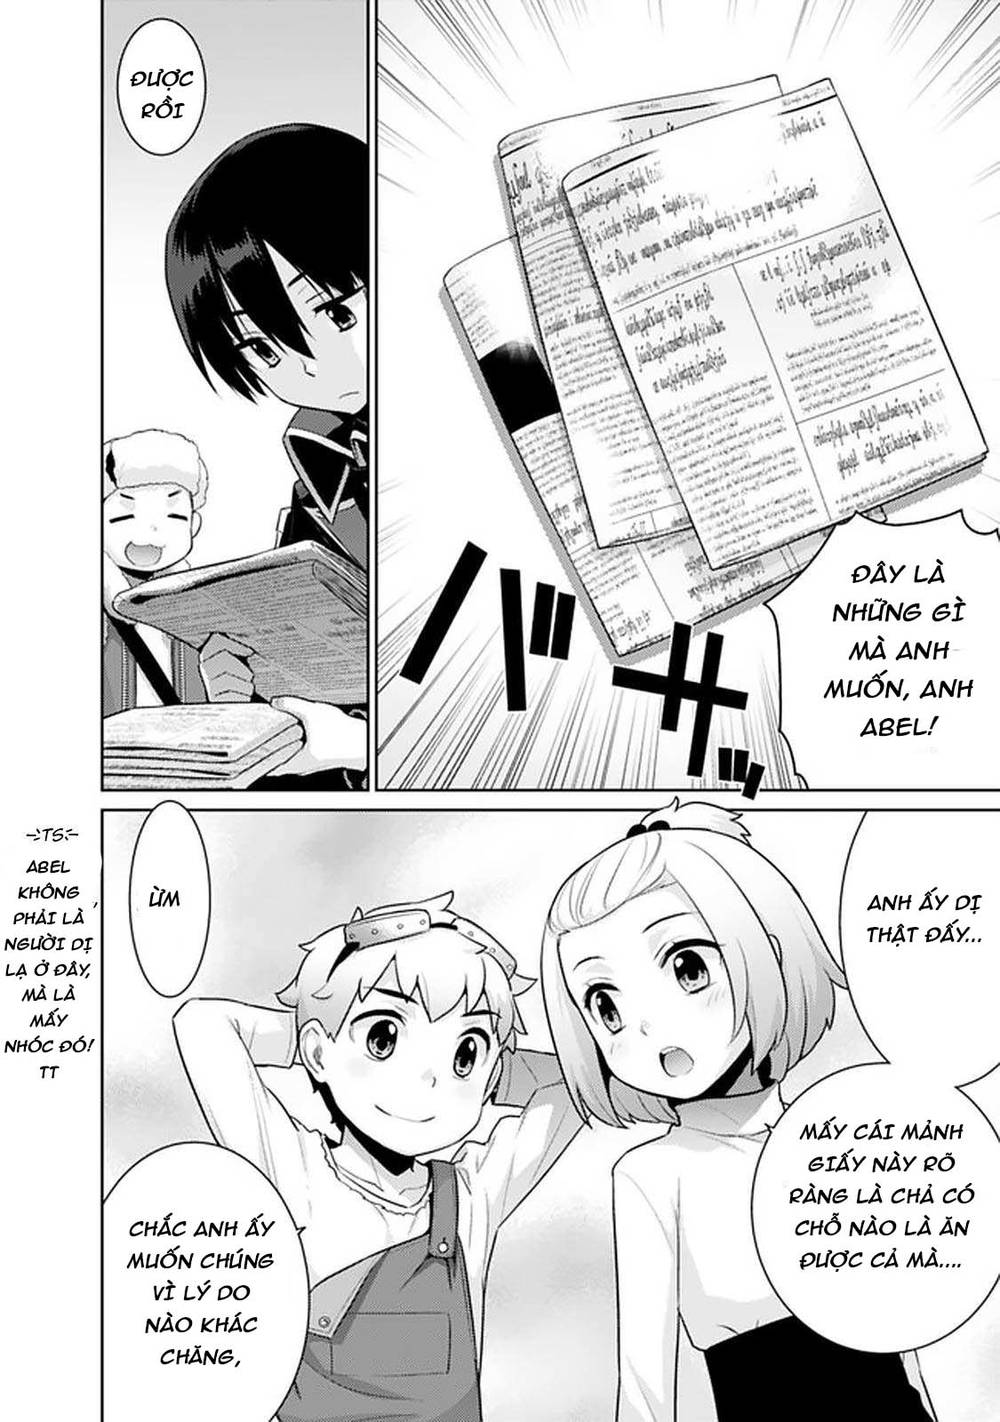 ĐÂY LÀ
NHỮNG GÌ
MÀ ANH
MUỐN, ANH
ABEL!
バサッ
ĐƯỢC
RỒI
ANH ẤY DỊ
THẬT ĐẤY...
MẤY CÁI MẢNH
GIẤY NÀY RÕ
RÀNG LÀ CHẢ CÓ
CHỖ NÀO LÀ ĂN
ĐƯỢC CẢ MÀ....
ỪM
CHẮC ANH ẤY
MUỐN CHÚNG
VÌ LÝ DO
NÀO KHÁC
CHĂNG,
-:TS:-
ABEL
KHÔNG
PHẢI LÀ
NGƯỜI DỊ
LẠ Ở ĐÂY,
MÀ LÀ
MẤY
NHÓC ĐÓ!
TT